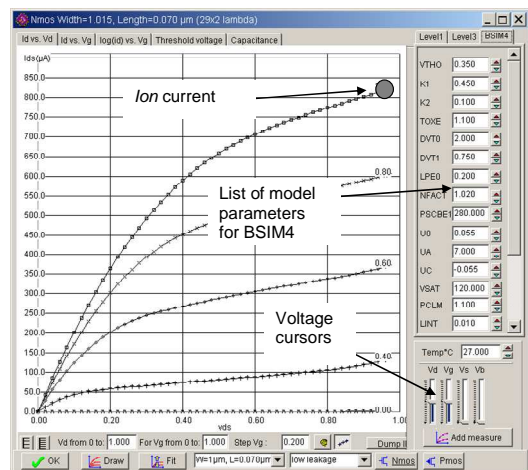 Nmos Width=1.015, Length=0.070 µm (29x2 lambda)
Id vs. Vd | Id vs. Vg | log(id) vs. Vg | Threshold voltage | Capacitance
Level1 Level3 BSIM4
Ids(µA)
850.0
800.0
750.0
700.0
650.0
600.0
550.0
500.0
450.0
400.0
350.0
300.0
250.0
200.0
150.0
100.0
50.0
0.0
Ion current
0.80
List of model
parameters
for BSIM4
0.60
Voltage
cursors
0.40
0.00
0.00 0.20 0.40 0.60 0.80 1.00
vds
VTHO 0.350
K1 0.450
K2 0.100
TOXE 1.100
DVT0 2.000
DVT1 0.750
LPE0 0.200
NFACT 1.020
PSCBE1 280.000
U0 0.055
UA 7.000
UC -0.055
VSAT 120.000
PCLM 1.100
LINT 0.010
Temp°C 27.000
Vd Vg Vs Vb
Add measure
Vd from 0 to: 1.000 For Vg from 0 to: 1.000 Step Vg : 0.200
OK Draw Fit W=1µm, L=0.070µm low leakage Nmos Pmos